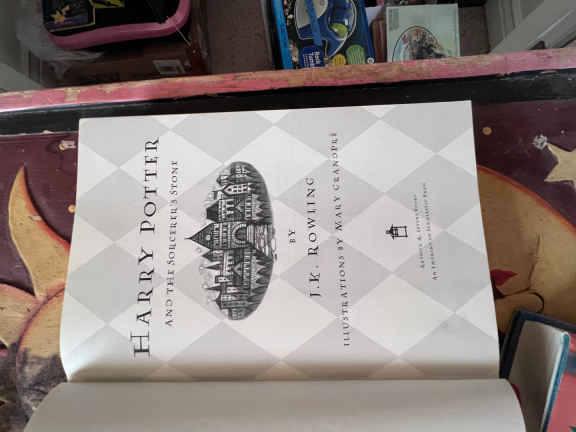 HARRY POTTER
AND THE SORCERER'S STONE
BY
J.K. ROWLING
ILLUSTRATIONS BY MARY GRANDPRÉ
ARTHUR A. LEVINE BOOKS
AN IMPRINT OF SCHOLASTIC PRESS